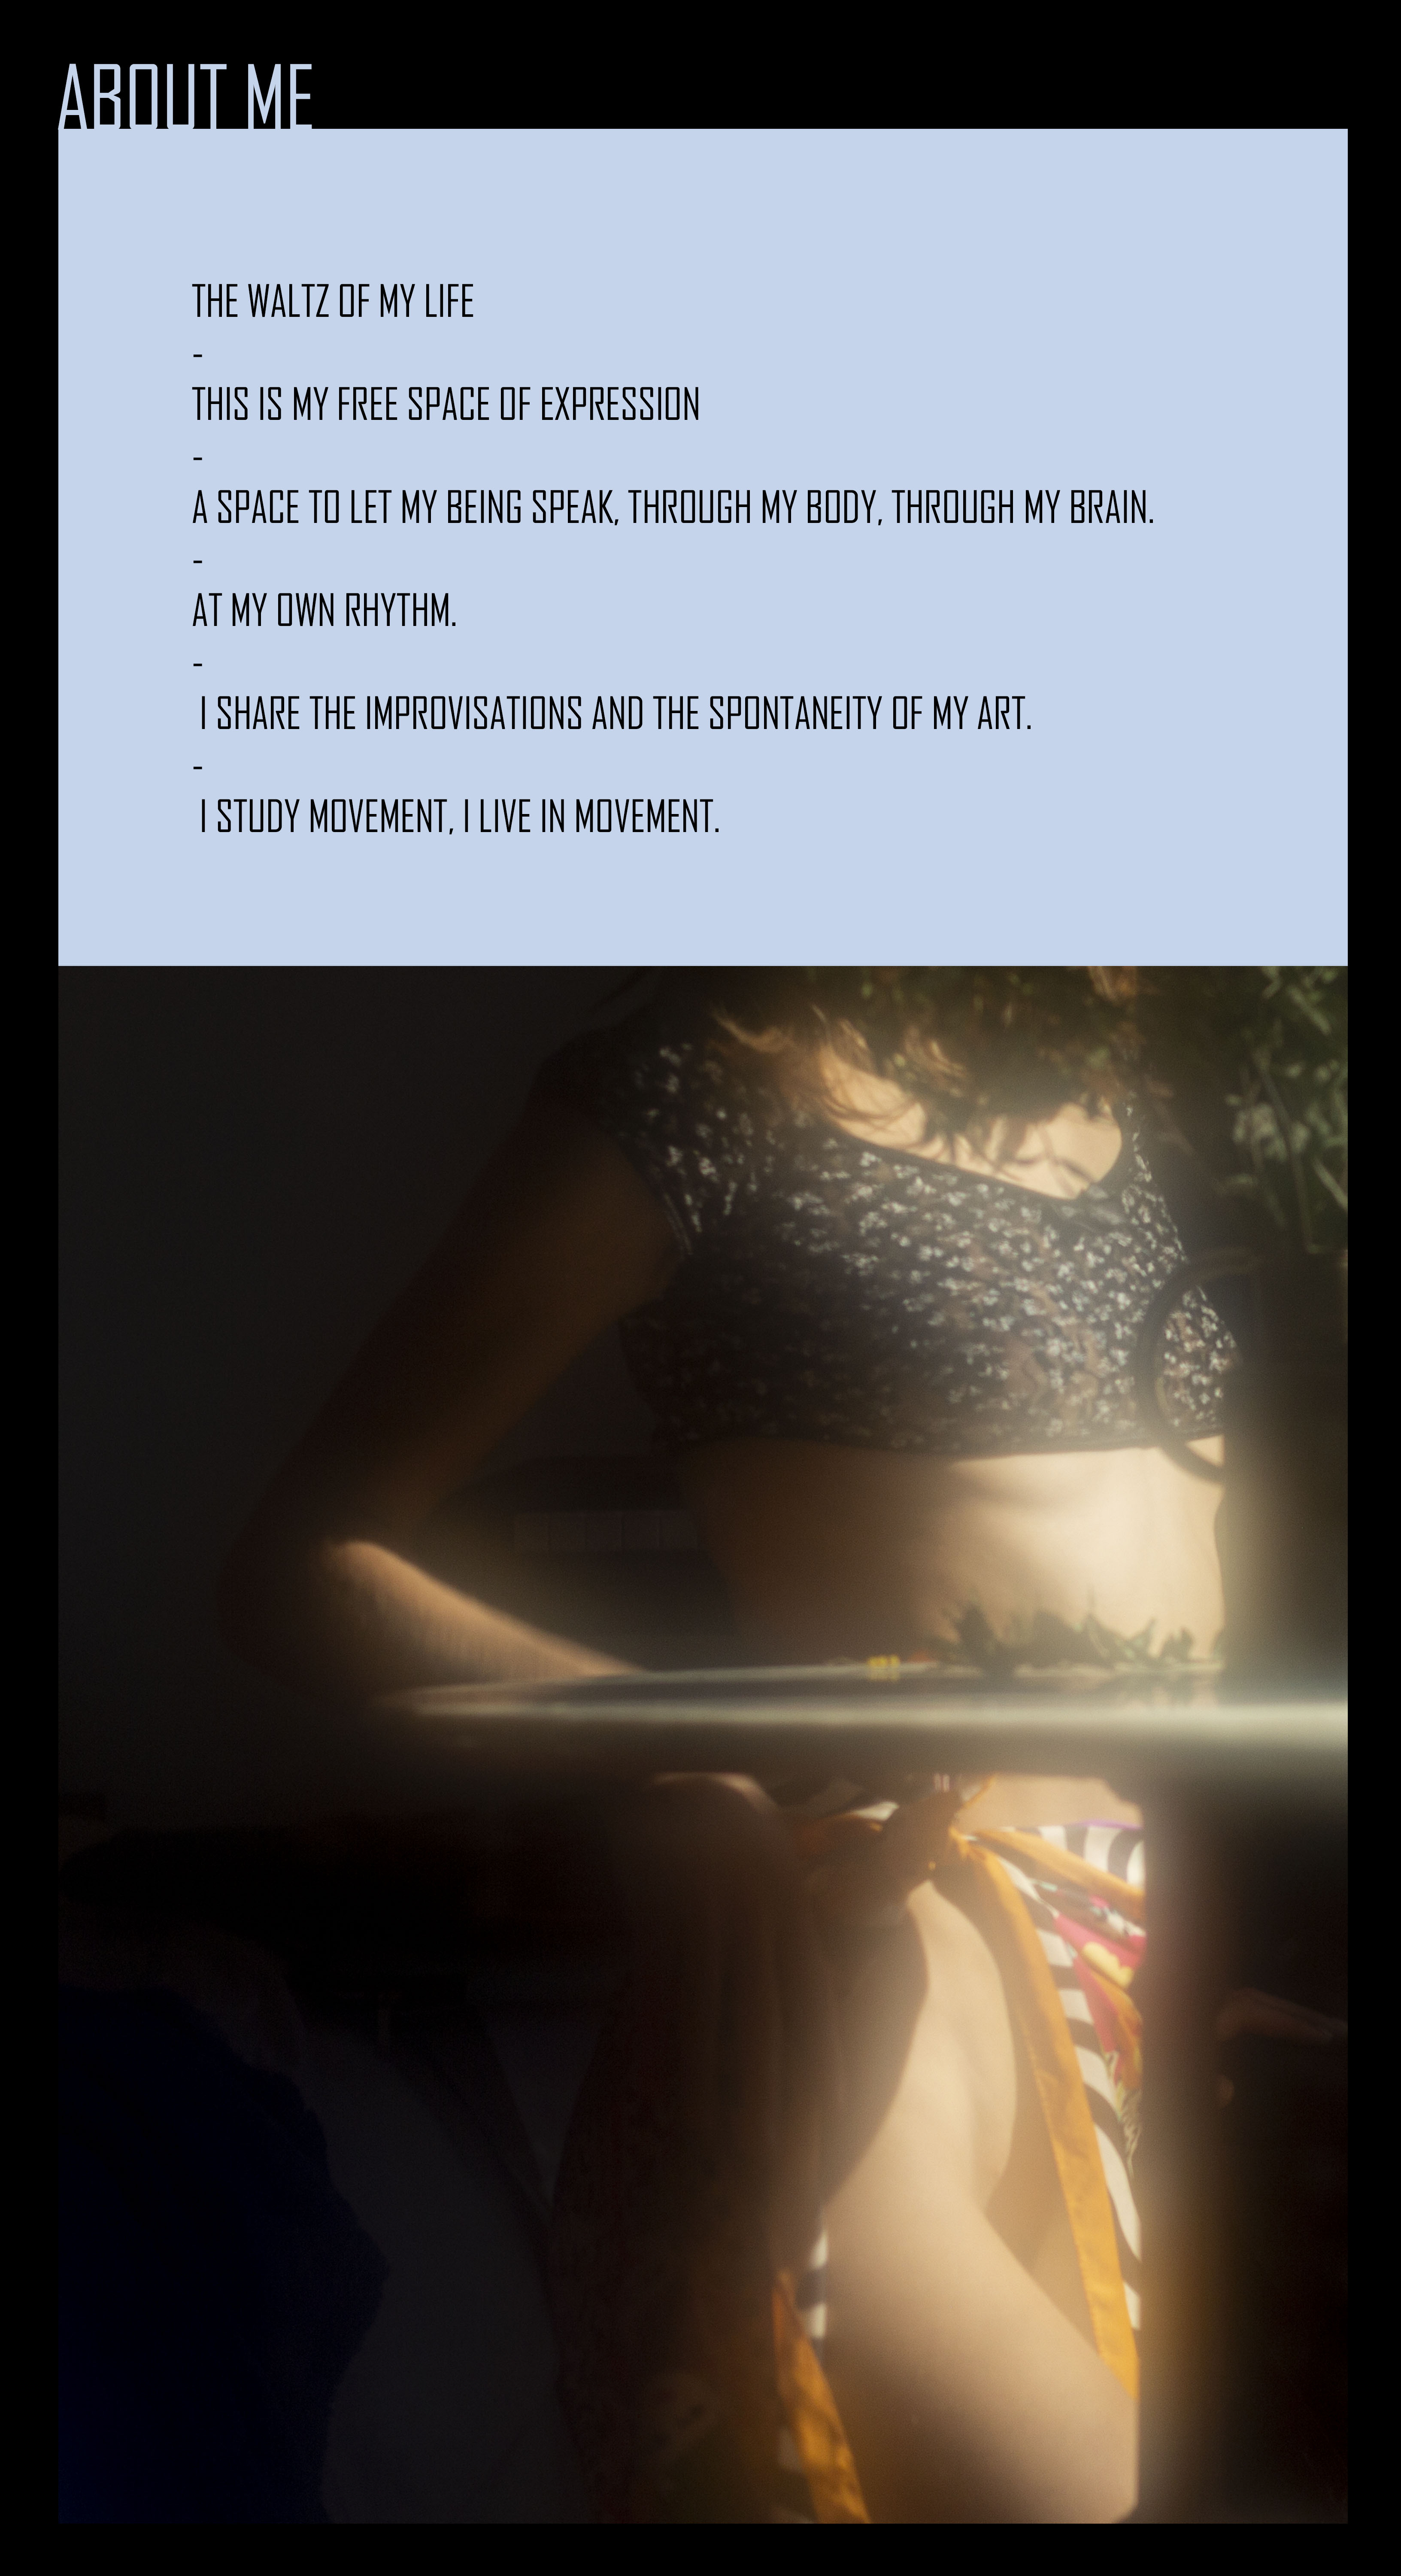 ABOUT ME
THE WALTZ OF MY LIFE
-
THIS IS MY FREE SPACE OF EXPRESSION
-
A SPACE TO LET MY BEING SPEAK, THROUGH MY BODY, THROUGH MY BRAIN.
-
AT MY OWN RHYTHM.
-
I SHARE THE IMPROVISATIONS AND THE SPONTANEITY OF MY ART.
-
I STUDY MOVEMENT, I LIVE IN MOVEMENT.